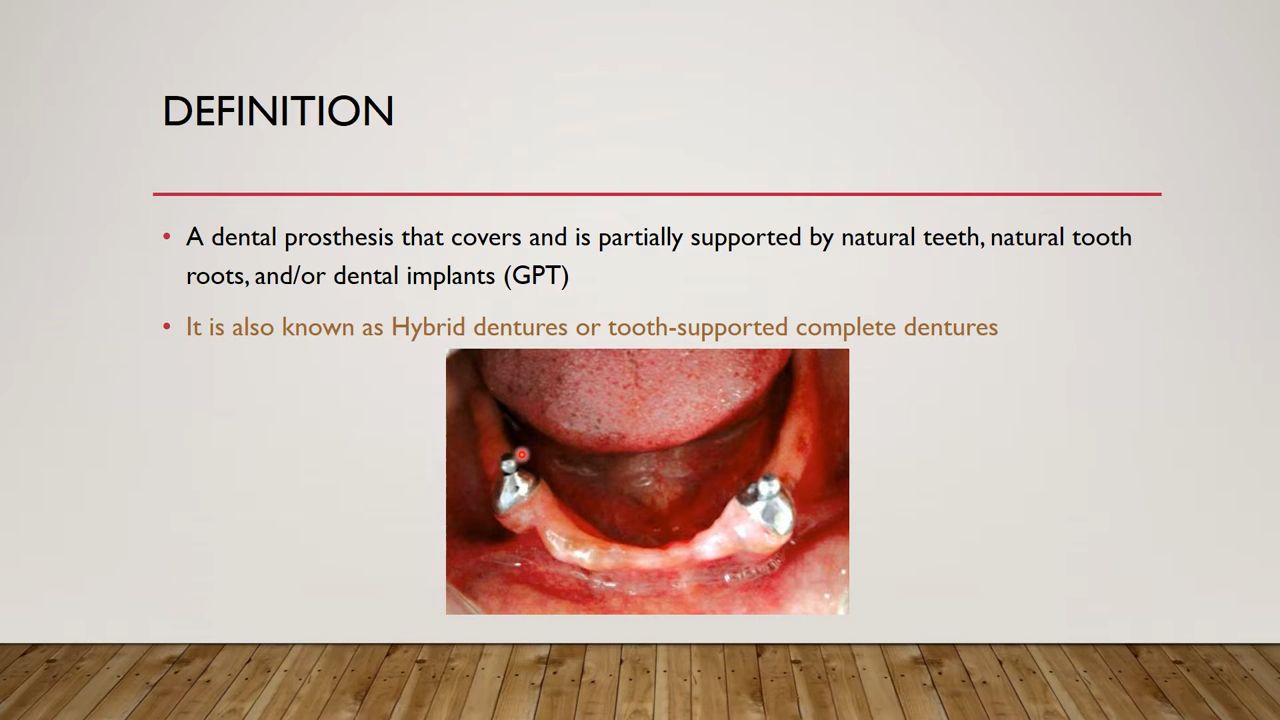 DEFINITION
• A dental prosthesis that covers and is partially supported by natural teeth, natural tooth
roots, and/or dental implants (GPT)
• It is also known as Hybrid dentures or tooth-supported complete dentures